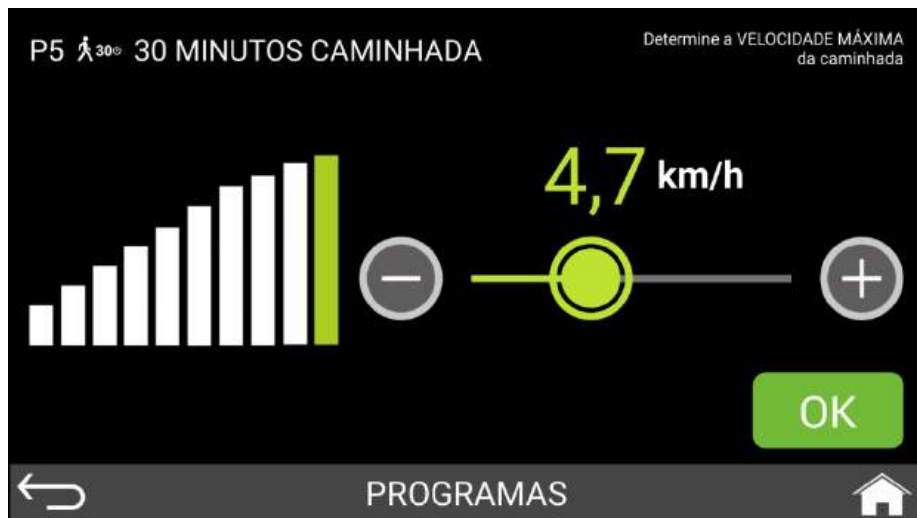 P5 30 30 MINUTOS CAMINHADA
Determine a VELOCIDADE MÁXIMA
da caminhada
4,7 km/h
OK
PROGRAMAS